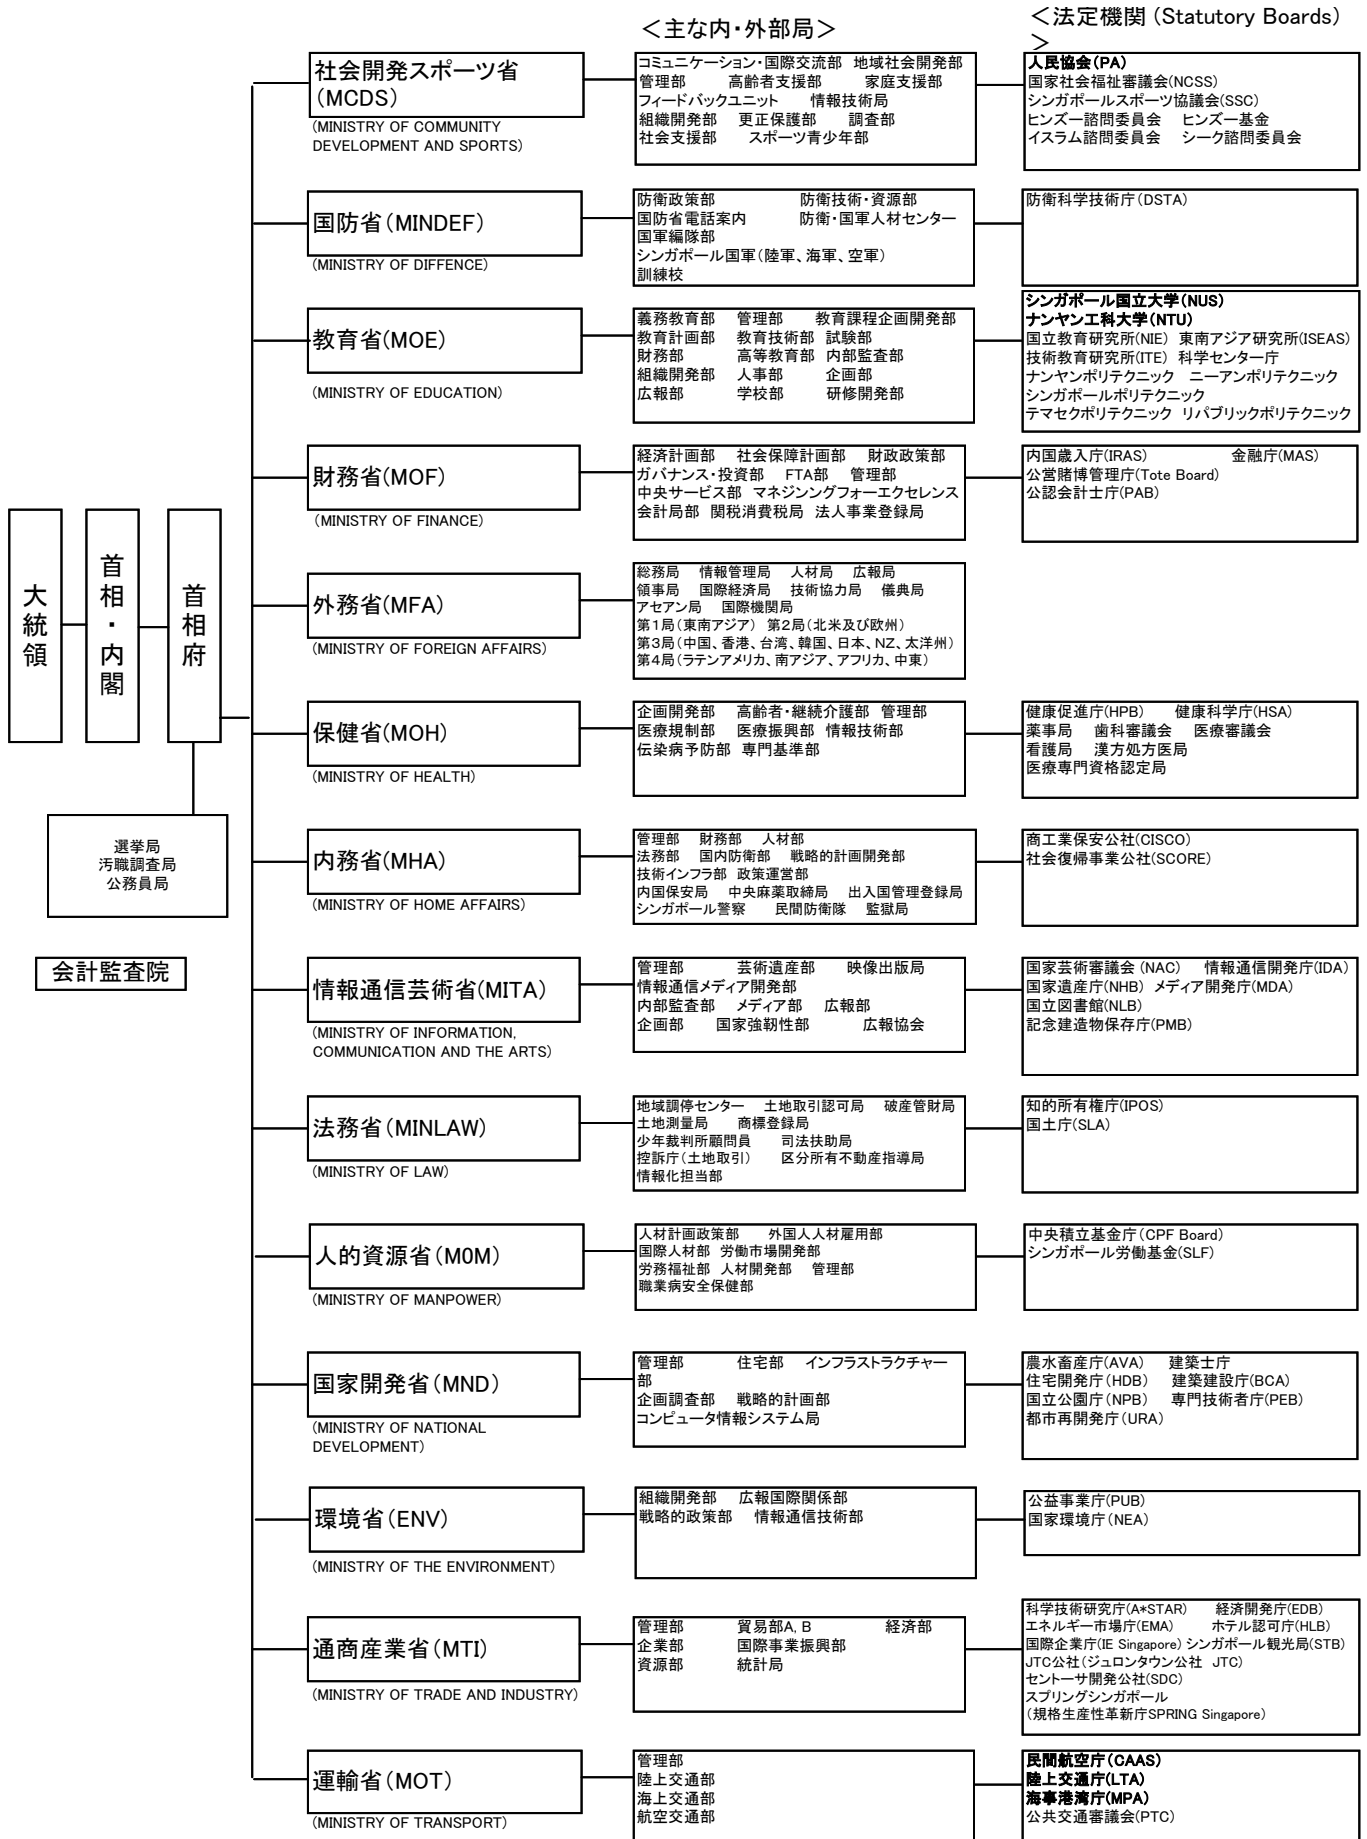 ＜主な内・外部局＞
＜法定機関 (Statutory Boards)
＞
社会開発スポーツ省
(MCDS)
(MINISTRY OF COMMUNITY
DEVELOPMENT AND SPORTS)
コミュニケーション・国際交流部 地域社会開発部
管理部 高齢者支援部 家庭支援部
フィードバックユニット 情報技術局
組織開発部 更正保護部 調査部
社会支援部 スポーツ青少年部
人民協会(PA)
国家社会福祉審議会(NCSS)
シンガポールスポーツ協議会(SSC)
ヒンズー諮問委員会 ヒンズー基金
イスラム諮問委員会 シーク諮問委員会
国防省(MINDEF)
(MINISTRY OF DIFFENCE)
防衛政策部 防衛技術・資源部
国防省電話案内 防衛・国軍人材センター
国軍編隊部
シンガポール国軍(陸軍、海軍、空軍)
訓練校
防衛科学技術庁(DSTA)
教育省(MOE)
(MINISTRY OF EDUCATION)
義務教育部 管理部 教育課程企画開発部
教育計画部 教育技術部 試験部
財務部 高等教育部 内部監査部
組織開発部 人事部 企画部
広報部 学校部 研修開発部
シンガポール国立大学(NUS)
ナンヤン工科大学(NTU)
国立教育研究所(NIE) 東南アジア研究所(ISEAS)
技術教育研究所(ITE) 科学センター庁
ナンヤンポリテクニック ニーアンポリテクニック
シンガポールポリテクニック
テマセクポリテクニック リパブリックポリテクニック
財務省(MOF)
(MINISTRY OF FINANCE)
経済計画部 社会保障計画部 財政政策部
ガバナンス・投資部 FTA部 管理部
中央サービス部 マネジンングフォーエクセレンス
会計局部 関税消費税局 法人事業登録局
内国歳入庁(IRAS) 金融庁(MAS)
公営賭博管理庁(Tote Board)
公認会計士庁(PAB)
大統領
首相・内閣
首相府
外務省(MFA)
(MINISTRY OF FOREIGN AFFAIRS)
総務局 情報管理局 人材局 広報局
領事局 国際経済局 技術協力局 儀典局
アセアン局 国際機関局
第1局(東南アジア) 第2局(北米及び欧州)
第3局(中国、香港、台湾、韓国、日本、NZ、太洋州)
第4局(ラテンアメリカ、南アジア、アフリカ、中東)
保健省(MOH)
(MINISTRY OF HEALTH)
企画開発部 高齢者・継続介護部 管理部
医療規制部 医療振興部 情報技術部
伝染病予防部 専門基準部
健康促進庁(HPB) 健康科学庁(HSA)
薬事局 歯科審議会 医療審議会
看護局 漢方処方医局
医療専門資格認定局
選挙局
汚職調査局
公務員局
内務省(MHA)
(MINISTRY OF HOME AFFAIRS)
管理部 財務部 人材部
法務部 国内防衛部 戦略的計画開発部
技術インフラ部 政策運営部
内国保安局 中央麻薬取締局 出入国管理登録局
シンガポール警察 民間防衛隊 監獄局
商工業保安公社(CISCO)
社会復帰事業公社(SCORE)
会計監査院
情報通信芸術省(MITA)
(MINISTRY OF INFORMATION,
COMMUNICATION AND THE ARTS)
管理部 芸術遺産部 映像出版局
情報通信メディア開発部
内部監査部 メディア部 広報部
企画部 国家強靭性部 広報協会
国家芸術審議会 (NAC) 情報通信開発庁(IDA)
国家遺産庁(NHB) メディア開発庁(MDA)
国立図書館(NLB)
記念建造物保存庁(PMB)
法務省(MINLAW)
(MINISTRY OF LAW)
地域調停センター 土地取引認可局 破産管財局
土地測量局 商標登録局
少年裁判所顧問員 司法扶助局
控訴庁(土地取引) 区分所有不動産指導局
情報化担当部
知的所有権庁(IPOS)
国土庁(SLA)
人的資源省(M0M)
(MINISTRY OF MANPOWER)
人材計画政策部 外国人人材雇用部
国際人材部 労働市場開発部
労務福祉部 人材開発部 管理部
職業病安全保健部
中央積立基金庁(CPF Board)
シンガポール労働基金(SLF)
国家開発省(MND)
(MINISTRY OF NATIONAL
DEVELOPMENT)
管理部 住宅部 インフラストラクチャー
部
企画調査部 戦略的計画部
コンピュータ情報システム局
農水畜産庁(AVA) 建築士庁
住宅開発庁(HDB) 建築建設庁(BCA)
国立公園庁(NPB) 専門技術者庁(PEB)
都市再開発庁(URA)
環境省(ENV)
(MINISTRY OF THE ENVIRONMENT)
組織開発部 広報国際関係部
戦略的政策部 情報通信技術部
公益事業庁(PUB)
国家環境庁(NEA)
通商産業省(MTI)
(MINISTRY OF TRADE AND INDUSTRY)
管理部 貿易部A, B 経済部
企業部 国際事業振興部
資源部 統計局
科学技術研究庁(A*STAR) 経済開発庁(EDB)
エネルギー市場庁(EMA) ホテル認可庁(HLB)
国際企業庁(IE Singapore) シンガポール観光局(STB)
JTC公社(ジュロンタウン公社 JTC)
セントーサ開発公社(SDC)
スプリングシンガポール
(規格生産性革新庁SPRING Singapore)
運輸省(MOT)
(MINISTRY OF TRANSPORT)
管理部
陸上交通部
海上交通部
航空交通部
民間航空庁(CAAS)
陸上交通庁(LTA)
海事港湾庁(MPA)
公共交通審議会(PTC)